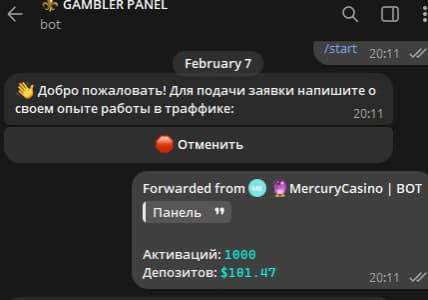 GAMBLER PANEL
bot
/start 20:11
February 7
👋 Добро пожаловать! Для подачи заявки напишите о
своем опыте работы в траффике:
20:11
🛑 Отменить
Forwarded from 🔮 MercuryCasino | BOT
Панель
Активаций: 1000
Депозитов: $101.47
20:11